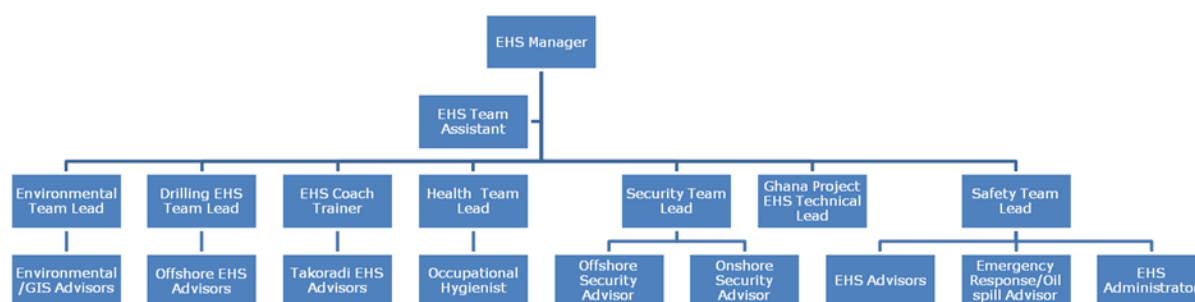 EHS Manager
EHS Team
Assistant
Environmental
Team Lead
Drilling EHS
Team Lead
EHS Coach
Trainer
Health Team
Lead
Security Team
Lead
Ghana Project
EHS Technical
Lead
Safety Team
Lead
Environmental
/GIS Advisors
Offshore EHS
Advisors
Takoradi EHS
Advisors
Occupational
Hygienist
Offshore
Security
Advisor
Onshore
Security
Advisor
EHS Advisors
Emergency
Response/Oil
spill Advisor
EHS
Administrator